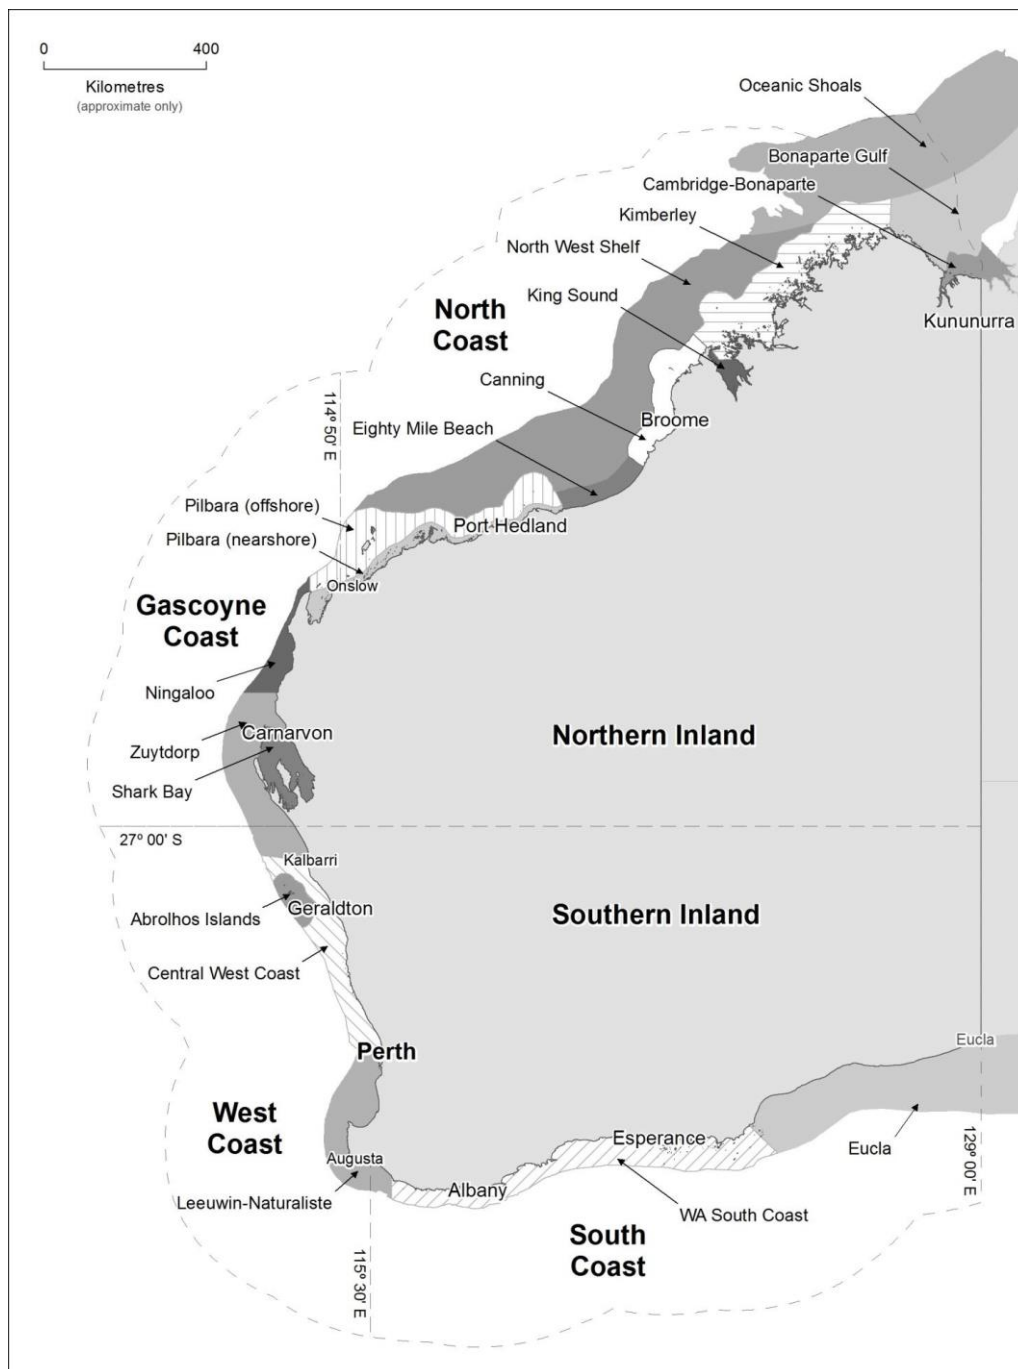 0 400
Kilometres
(approximate only)
Oceanic Shoals
Bonaparte Gulf
Cambridge-Bonaparte
Kimberley
North West Shelf
King Sound
Kununurra
North
Coast
Canning
Broome
114° 50' E
Eighty Mile Beach
Pilbara (offshore)
Port Hedland
Pilbara (nearshore)
Onslow
Gascoyne
Coast
Ningaloo
Carnarvon
Zuytdorp
Northern Inland
Shark Bay
27° 00' S
Kalbarri
Abrolhos Islands
Geraldton
Southern Inland
Central West Coast
Perth
Eucla
West
Coast
Esperance
Eucla
129° 00' E
Augusta
Leeuwin-Naturaliste
Albany
WA South Coast
South
Coast
115° 30' E